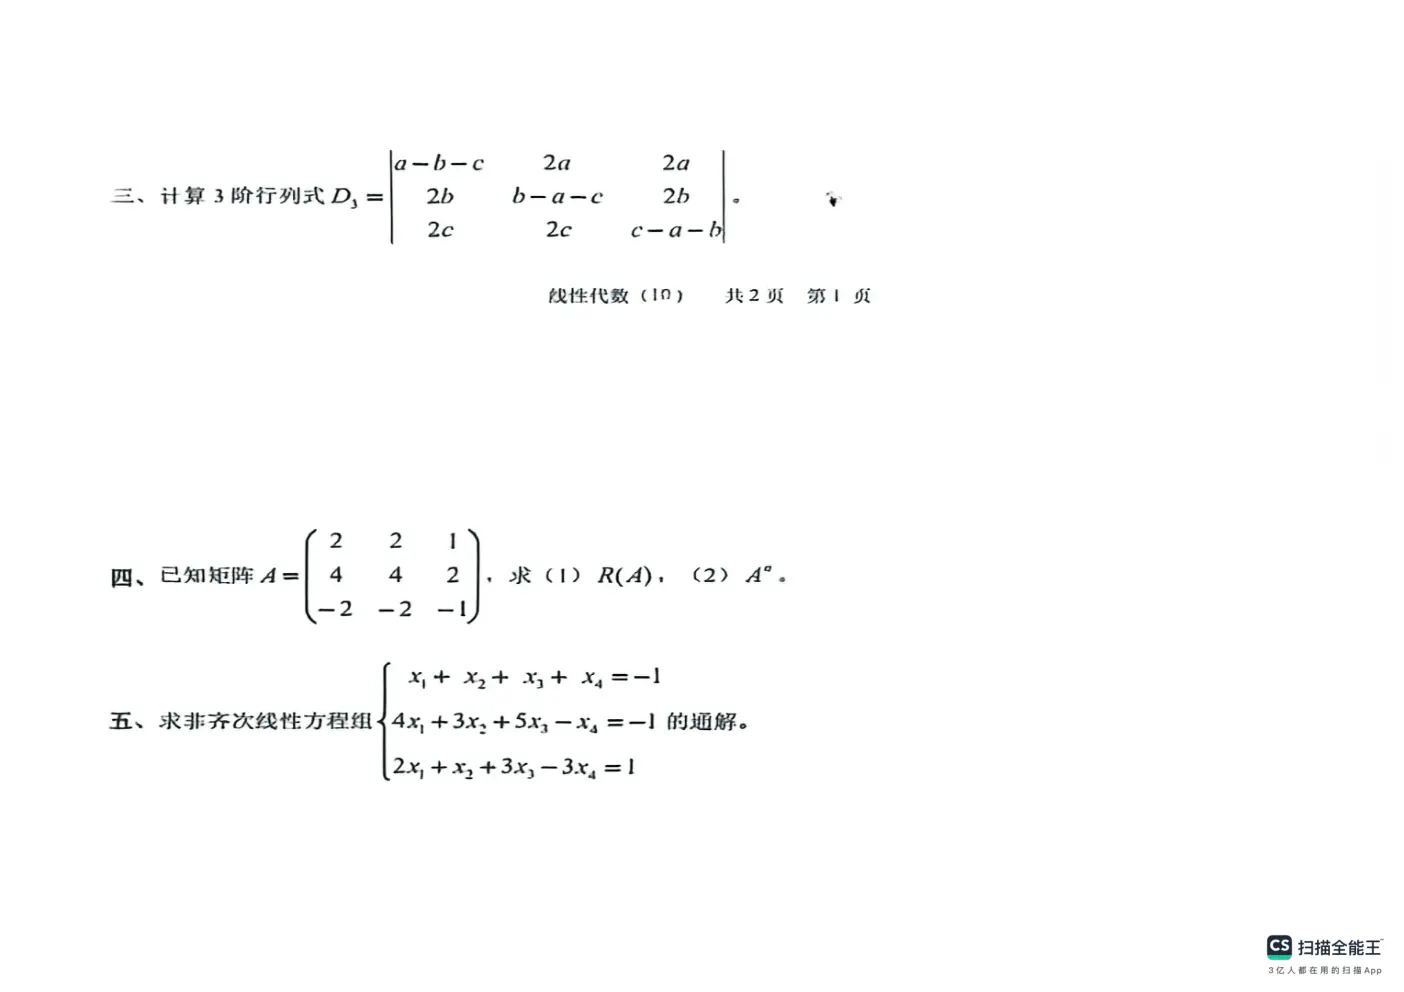 三、计算 3 阶行列式 D₃ = | a－b－c 2a 2a |
| 2b b－a－c 2b | 。
| 2c 2c c－a－b |
线性代数（10） 共 2 页 第 1 页
四、已知矩阵 A = ( 2 2 1
4 4 2
－2 －2 －1 )，求（1）R(A)，（2）Aⁿ。
五、求非齐次线性方程组 { x₁ + x₂ + x₃ + x₄ = －1
4x₁ + 3x₂ + 5x₃ － x₄ = －1 的通解。
2x₁ + x₂ + 3x₃ － 3x₄ = 1
CS 扫描全能王
3亿人都在用的扫描App